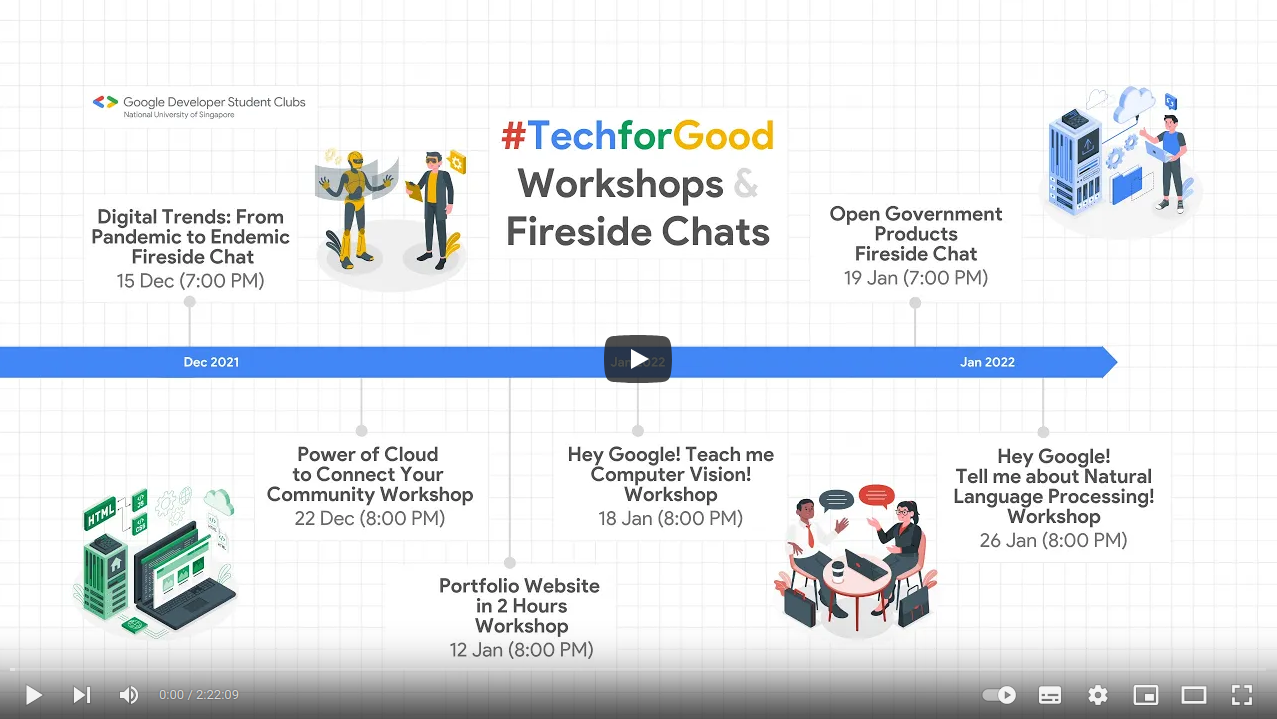 Google Developer Student Clubs
National University of Singapore
#TechforGood
Workshops &
Fireside Chats
Digital Trends: From
Pandemic to Endemic
Fireside Chat
15 Dec (7:00 PM)
Open Government
Products
Fireside Chat
19 Jan (7:00 PM)
Dec 2021
Jan 2022
Jan 2022
Power of Cloud
to Connect Your
Community Workshop
22 Dec (8:00 PM)
Hey Google! Teach me
Computer Vision!
Workshop
18 Jan (8:00 PM)
Hey Google!
Tell me about Natural
Language Processing!
Workshop
26 Jan (8:00 PM)
Portfolio Website
in 2 Hours
Workshop
12 Jan (8:00 PM)
HTML
JS
CSS
0:00 / 2:22:09